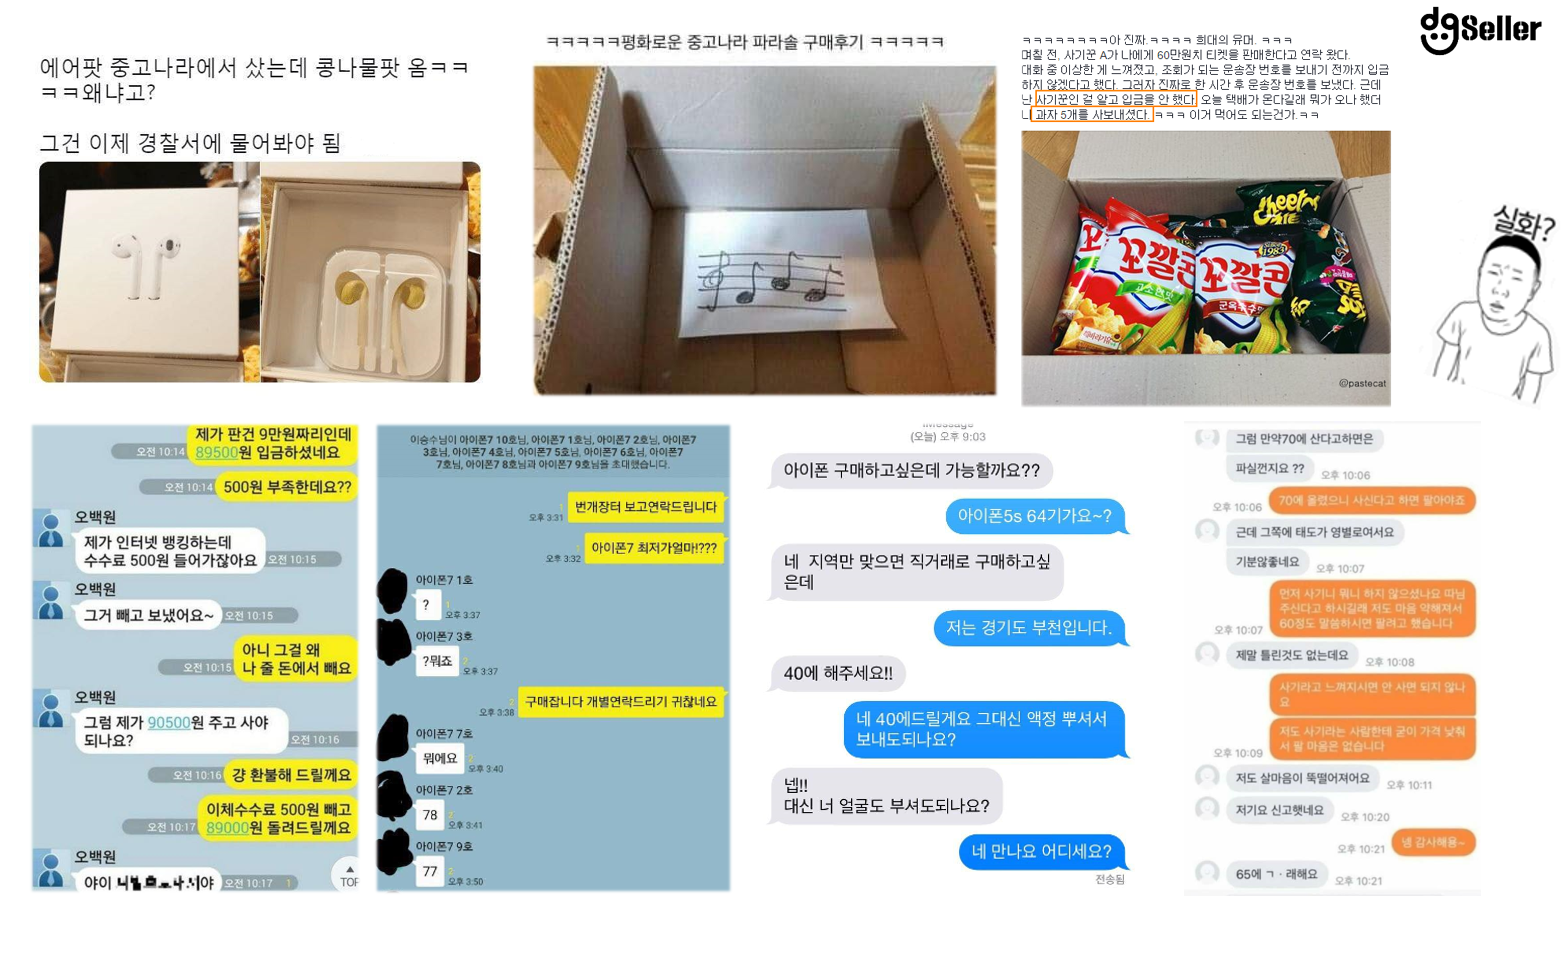 dgSeller
에어팟 중고나라에서 샀는데 콩나물팟 옴ㅋㅋ
ㅋㅋ왜냐고?
그건 이제 경찰서에 물어봐야 됨
ㅋㅋㅋㅋㅋ평화로운 중고나라 파라솔 구매후기 ㅋㅋㅋㅋㅋ
ㅋㅋㅋㅋㅋㅋㅋㅋ아 진짜.ㅋㅋㅋㅋ 희대의 유머. ㅋㅋㅋ
며칠 전, 사기꾼 A가 나에게 60만원치 티켓을 판매한다고 연락 왔다.
대화 중 이상한 게 느껴졌고, 조회가 되는 운송장 번호를 보내기 전까지 입금
하지 않겠다고 했다. 그러자 진짜로 한 시간 후 운송장 번호를 보냈다. 근데
난 사기꾼인 걸 알고 입금을 안 했다. 오늘 택배가 온다길래 뭐가 오나 했더
니 과자 5개를 사보내셨다. ㅋㅋㅋ 이거 먹어도 되는건가.ㅋㅋ
꼬깔콘
고소한맛
꼬깔콘
1983
군옥수수맛
@pastecat
실화?
제가 판건 9만원짜리인데
89500원 입금하셨네요
오전 10:14
500원 부족한데요??
오전 10:14
오백원
제가 인터넷 뱅킹하는데
수수료 500원 들어가잖아요
오전 10:15
오백원
그거 빼고 보냈어요~
오전 10:15
아니 그걸 왜
나 줄 돈에서 빼요
오전 10:15
오백원
그럼 제가 90500원 주고 사야
되나요?
오전 10:16
걍 환불해 드릴께요
오전 10:16
이체수수료 500원 빼고
89000원 돌려드릴께요
오전 10:17
오백원
야이
오전 10:17 1
TOP
이승수님이 아이폰7 10호님, 아이폰7 1호님, 아이폰7 2호님, 아이폰7
3호님, 아이폰7 4호님, 아이폰7 5호님, 아이폰7 6호님, 아이폰7
7호님, 아이폰7 8호님과 아이폰7 9호님을 초대했습니다.
번개장터 보고연락드립니다
오후 3:31
아이폰7 최저가얼마!???
오후 3:32
아이폰7 1호
?
오후 3:37
아이폰7 3호
?뭐죠
오후 3:37
구매잡니다 개별연락드리기 귀찮네요
오후 3:38
아이폰7 7호
뭐에요
오후 3:40
아이폰7 2호
78
오후 3:41
아이폰7 9호
77
오후 3:50
iMessage
(오늘) 오후 9:03
아이폰 구매하고싶은데 가능할까요??
아이폰5s 64기가요~?
네 지역만 맞으면 직거래로 구매하고싶
은데
저는 경기도 부천입니다.
40에 해주세요!!
네 40에드릴게요 그대신 액정 뿌셔서
보내도되나요?
넵!!
대신 너 얼굴도 부셔도되나요?
네 만나요 어디세요?
전송됨
그럼 만약70에 산다고하면은
파실껀지요 ??
오후 10:06
70에 올렸으니 사신다고 하면 팔아야죠
오후 10:06
근데 그쪽에 태도가 영별로여서요
기분않좋네요
오후 10:07
먼저 사기니 뭐니 하지 않으셨나요 따님
주신다고 하시길래 저도 마음 약해져서
60정도 말씀하시면 팔려고 했습니다
오후 10:07
제말 틀린것도 없는데요
오후 10:08
사기라고 느껴지시면 안 사면 되지 않나
요
저도 사기라는 사람한테 굳이 가격 낮춰
서 팔 마음은 없습니다
오후 10:09
저도 살마음이 뚝떨어져어요
오후 10:11
저기요 신고햇네요
오후 10:20
넴 감사해용~
오후 10:21
65에 ㄱ · 래해요
오후 10:21